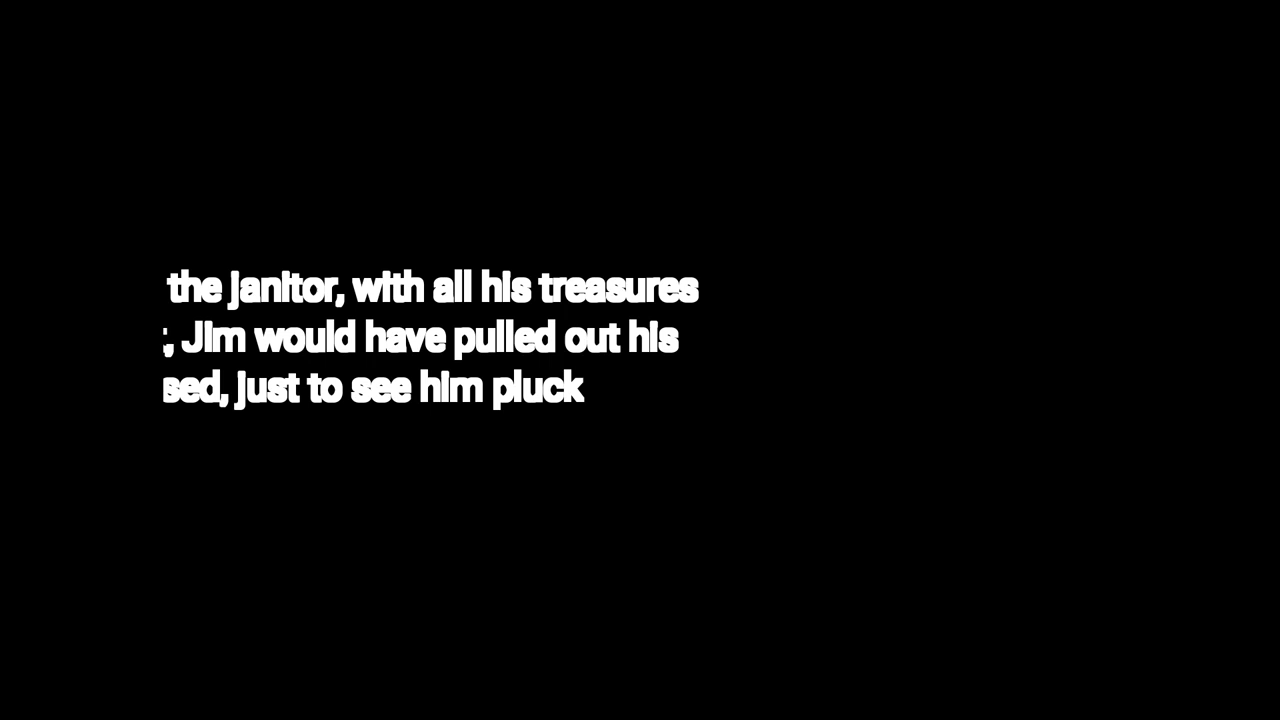 the janitor, with all his treasures
, Jim would have pulled out his
sed, just to see him pluck